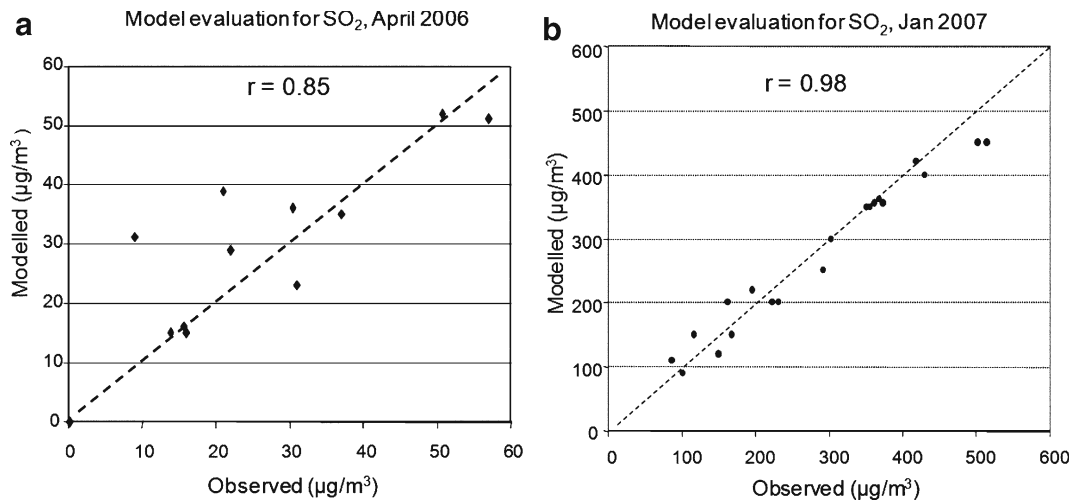 a
Model evaluation for SO₂, April 2006
r = 0.85
Modelled (µg/m³)
60
50
40
30
20
10
0
0 10 20 30 40 50 60
Observed (µg/m³)
b
Model evaluation for SO₂, Jan 2007
r = 0.98
Modelled (µg/m³)
600
500
400
300
200
100
0
100 200 300 400 500 600
Observed (µg/m³)